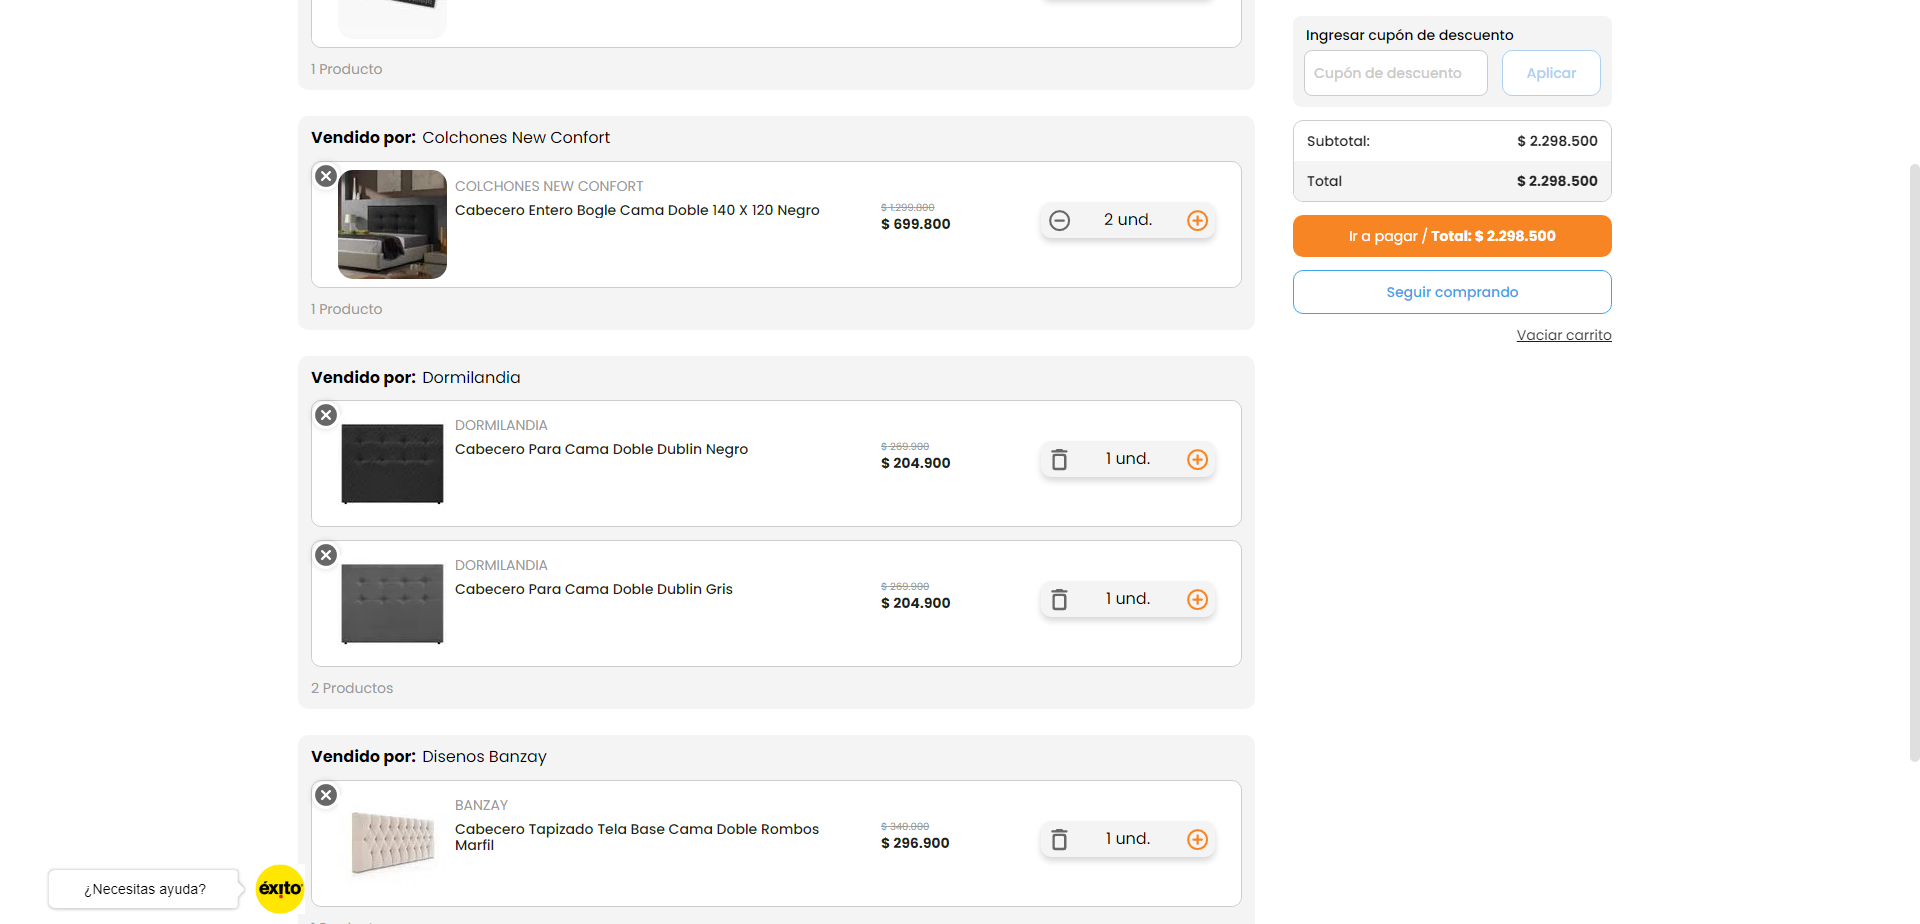 1 Producto
Vendido por: Colchones New Confort
COLCHONES NEW CONFORT
Cabecero Entero Bogle Cama Doble 140 X 120 Negro
$ 1.299.800
$ 699.800
2 und.
1 Producto
Vendido por: Dormilandia
DORMILANDIA
Cabecero Para Cama Doble Dublin Negro
$ 269.900
$ 204.900
1 und.
DORMILANDIA
Cabecero Para Cama Doble Dublin Gris
$ 269.900
$ 204.900
1 und.
2 Productos
Vendido por: Disenos Banzay
BANZAY
Cabecero Tapizado Tela Base Cama Doble Rombos
Marfil
$ 340.000
$ 296.900
1 und.
Ingresar cupón de descuento
Cupón de descuento
Aplicar
Subtotal: $ 2.298.500
Total $ 2.298.500
Ir a pagar / Total: $ 2.298.500
Seguir comprando
Vaciar carrito
¿Necesitas ayuda?
éxito